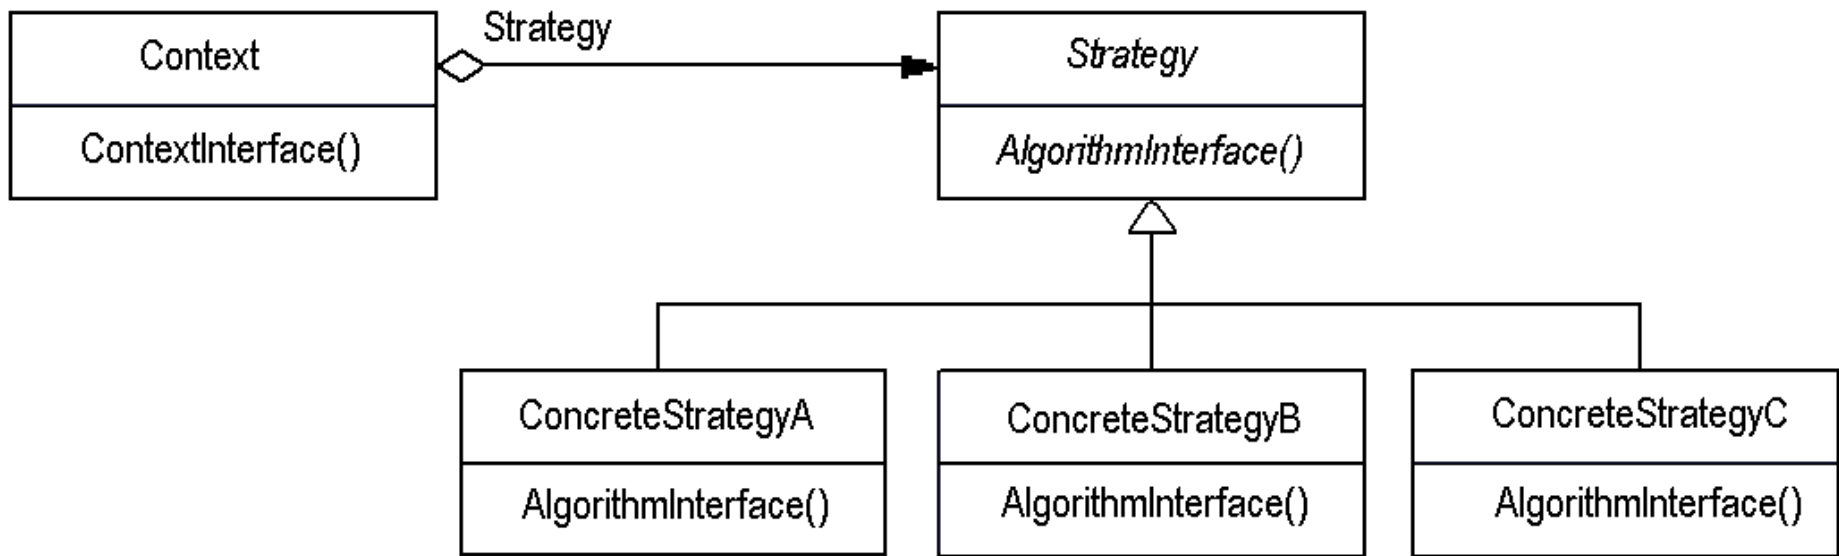 Context
Strategy
Strategy
ContextInterface()
AlgorithmInterface()
ConcreteStrategyA
ConcreteStrategyB
ConcreteStrategyC
AlgorithmInterface()
AlgorithmInterface()
AlgorithmInterface()